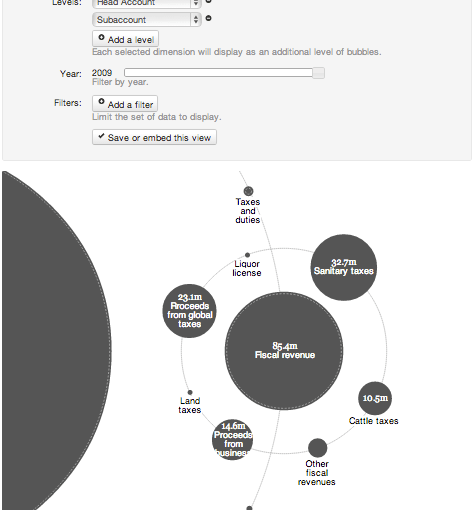 Levels: Head Account
Subaccount
Add a level
Each selected dimension will display as an additional level of bubbles.
Year: 2009
Filter by year.
Filters: Add a filter
Limit the set of data to display.
Save or embed this view
Taxes
and
duties
Liquor
license
32.7m
Sanitary taxes
23.1m
Rroceeds
from global
taxes
85.4m
Fiscal revenue
10.5m
Cattle taxes
Land
taxes
14.6m
Proceeds
from
business
Other
fiscal
revenues